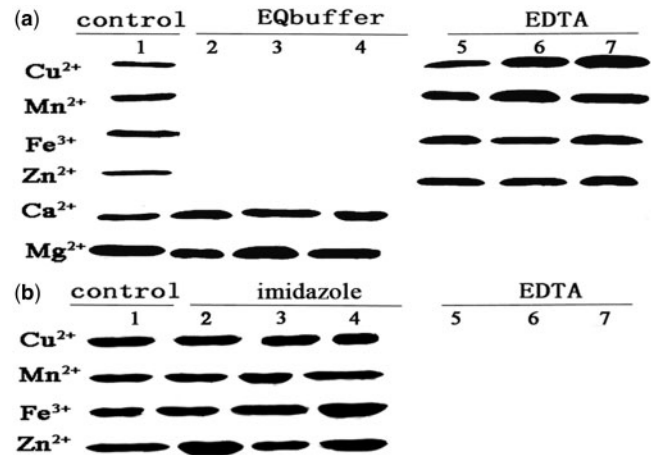 (a) control EQbuffer EDTA
1 2 3 4 5 6 7
Cu²⁺
Mn²⁺
Fe³⁺
Zn²⁺
Ca²⁺
Mg²⁺
(b) control imidazole EDTA
1 2 3 4 5 6 7
Cu²⁺
Mn²⁺
Fe³⁺
Zn²⁺